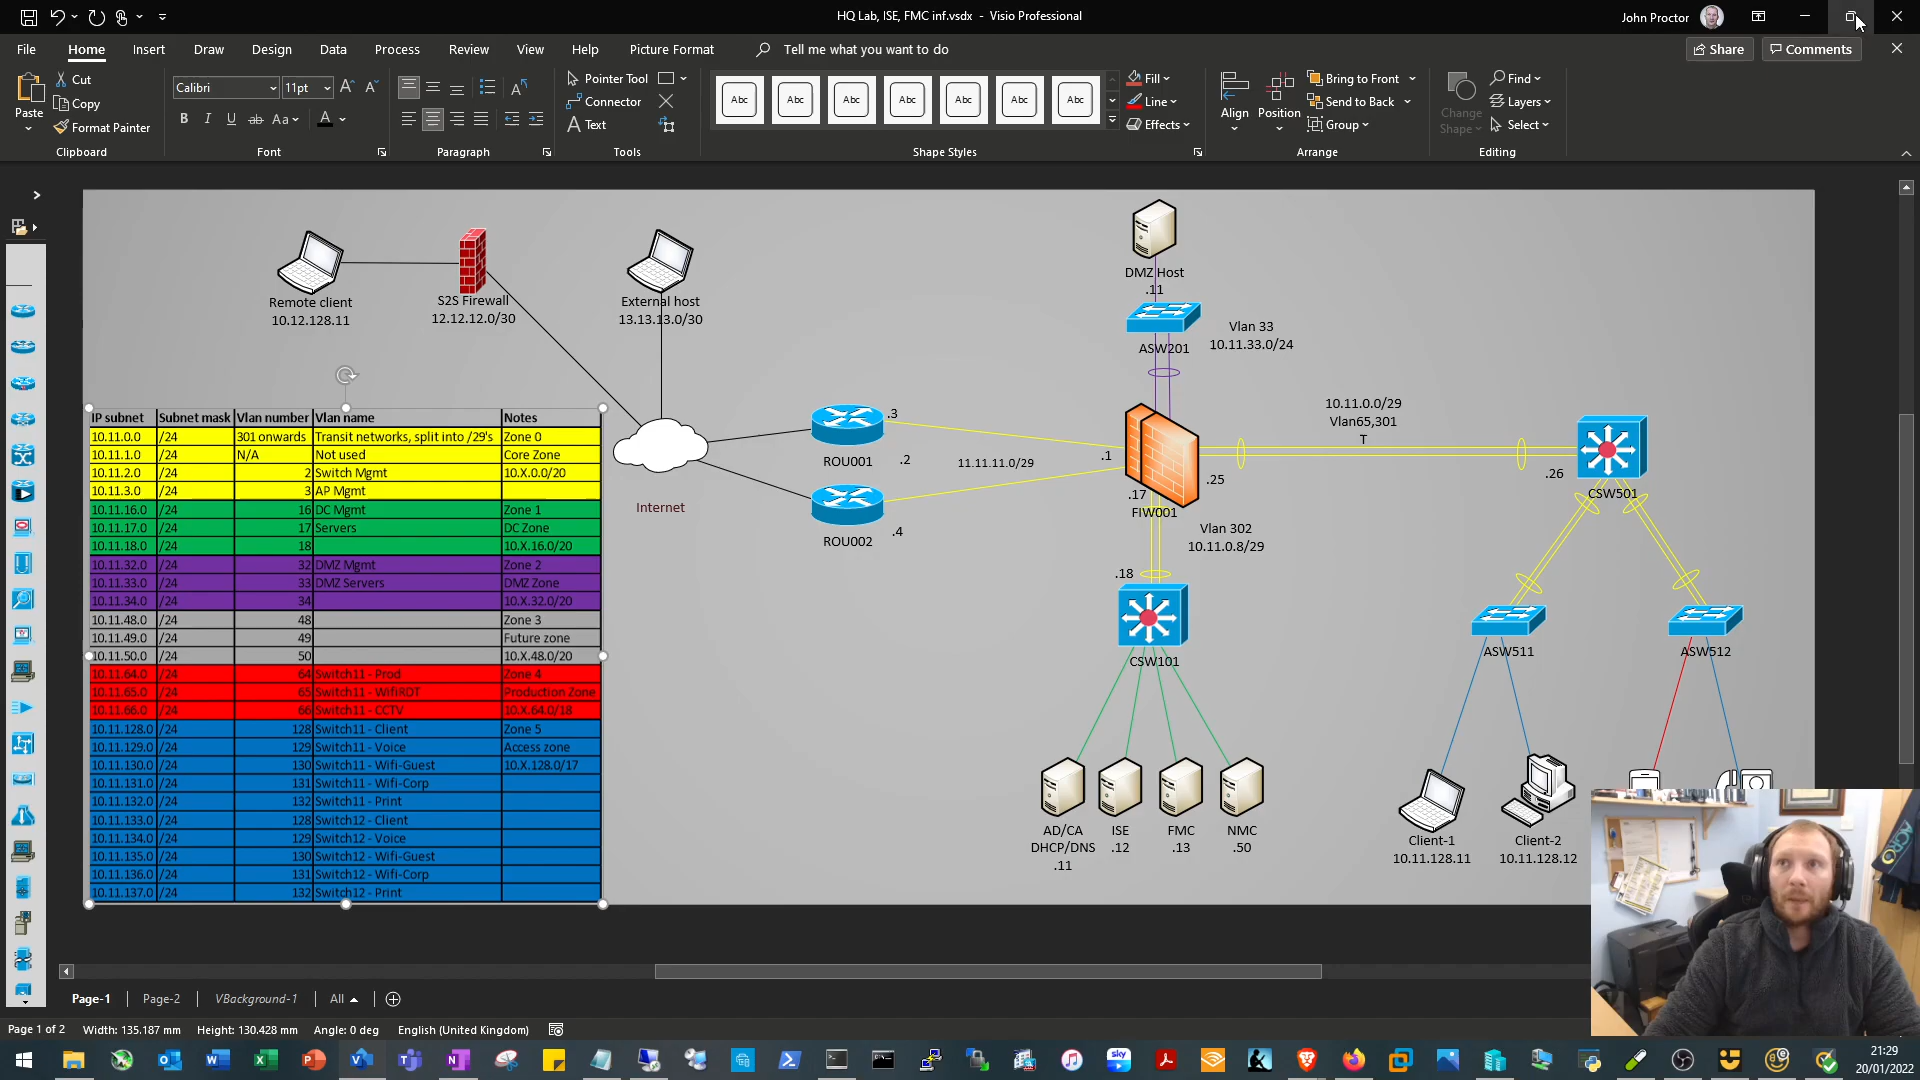 HQ Lab, ISE, FMC inf.vsdx - Visio Professional
John Proctor
File Home Insert Draw Design Data Process Review View Help Picture Format Tell me what you want to do
Share Comments
Paste
Cut
Copy
Format Painter
Clipboard
Calibri 11pt
Font
Paragraph
Pointer Tool
Connector
Text
Tools
Abc Abc Abc Abc Abc Abc Abc
Shape Styles
Fill
Line
Effects
Align
Position
Bring to Front
Send to Back
Group
Arrange
Change Shape
Find
Layers
Select
Editing
Remote client
10.12.128.11
S2S Firewall
12.12.12.0/30
External host
13.13.13.0/30
DMZ Host
.11
ASW201
Vlan 33
10.11.33.0/24
IP subnet Subnet mask Vlan number Vlan name Notes
10.11.0.0 /24 301 onwards Transit networks, split into /29's Zone 0
10.11.1.0 /24 N/A Not used Core Zone
10.11.2.0 /24 2 Switch Mgmt 10.X.0.0/20
10.11.3.0 /24 3 AP Mgmt
10.11.16.0 /24 16 DC Mgmt Zone 1
10.11.17.0 /24 17 Servers DC Zone
10.11.18.0 /24 18 10.X.16.0/20
10.11.32.0 /24 32 DMZ Mgmt Zone 2
10.11.33.0 /24 33 DMZ Servers DMZ Zone
10.11.34.0 /24 34 10.X.32.0/20
10.11.48.0 /24 48 Zone 3
10.11.49.0 /24 49 Future zone
10.11.50.0 /24 50 10.X.48.0/20
10.11.64.0 /24 64 Switch11 - Prod Zone 4
10.11.65.0 /24 65 Switch11 - WifiRDT Production Zone
10.11.66.0 /24 66 Switch11 - CCTV 10.X.64.0/18
10.11.128.0 /24 128 Switch11 - Client Zone 5
10.11.129.0 /24 129 Switch11 - Voice Access zone
10.11.130.0 /24 130 Switch11 - Wifi-Guest 10.X.128.0/17
10.11.131.0 /24 131 Switch11 - Wifi-Corp
10.11.132.0 /24 132 Switch11 - Print
10.11.133.0 /24 128 Switch12 - Client
10.11.134.0 /24 129 Switch12 - Voice
10.11.135.0 /24 130 Switch12 - Wifi-Guest
10.11.136.0 /24 131 Switch12 - Wifi-Corp
10.11.137.0 /24 132 Switch12 - Print
Internet
.3
ROU001
.2
11.11.11.0/29
ROU002
.4
.1
.25
.17
FIW001
10.11.0.0/29
Vlan65,301
T
.26
CSW501
Vlan 302
10.11.0.8/29
.18
CSW101
ASW511
ASW512
AD/CA
DHCP/DNS
.11
ISE
.12
FMC
.13
NMC
.50
Client-1
10.11.128.11
Client-2
10.11.128.12
Page-1 Page-2 VBackground-1 All
Page 1 of 2 Width: 135.187 mm Height: 130.428 mm Angle: 0 deg English (United Kingdom)
sky
21:29
20/01/2022